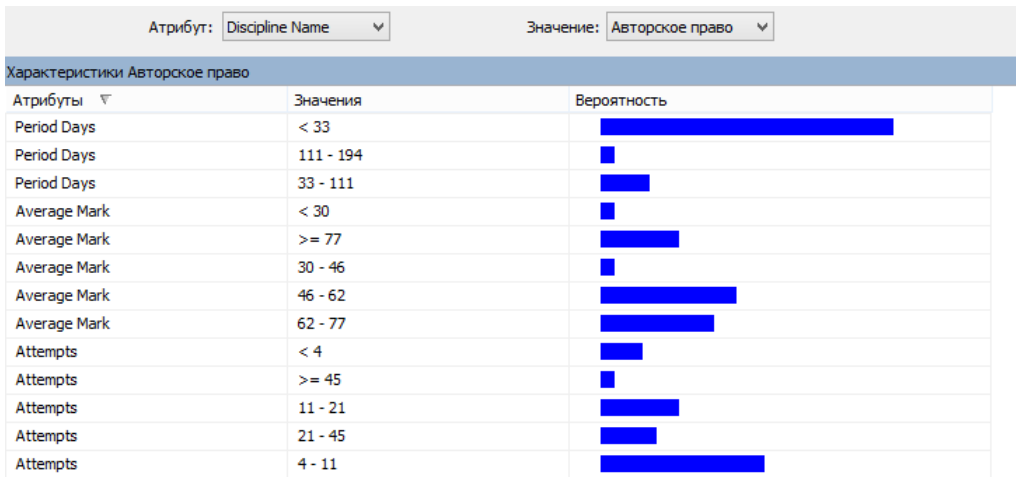 Атрибут: Discipline Name Значение: Авторское право
Характеристики Авторское право
Атрибуты Значения Вероятность
Period Days < 33
Period Days 111 - 194
Period Days 33 - 111
Average Mark < 30
Average Mark >= 77
Average Mark 30 - 46
Average Mark 46 - 62
Average Mark 62 - 77
Attempts < 4
Attempts >= 45
Attempts 11 - 21
Attempts 21 - 45
Attempts 4 - 11